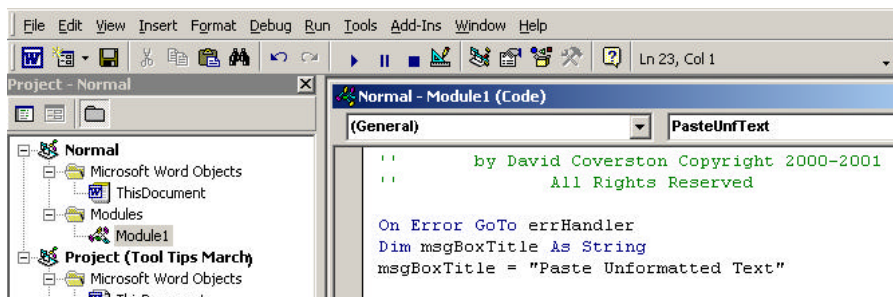 File Edit View Insert Format Debug Run Tools Add-Ins Window Help
Ln 23, Col 1
Project - Normal
Normal - Module1 (Code)
(General) PasteUnfText
Normal
Microsoft Word Objects
ThisDocument
Modules
Module1
Project (Tool Tips March)
Microsoft Word Objects
ThisDocument
'' by David Coverston Copyright 2000-2001
'' All Rights Reserved
On Error GoTo errHandler
Dim msgBoxTitle As String
msgBoxTitle = "Paste Unformatted Text"